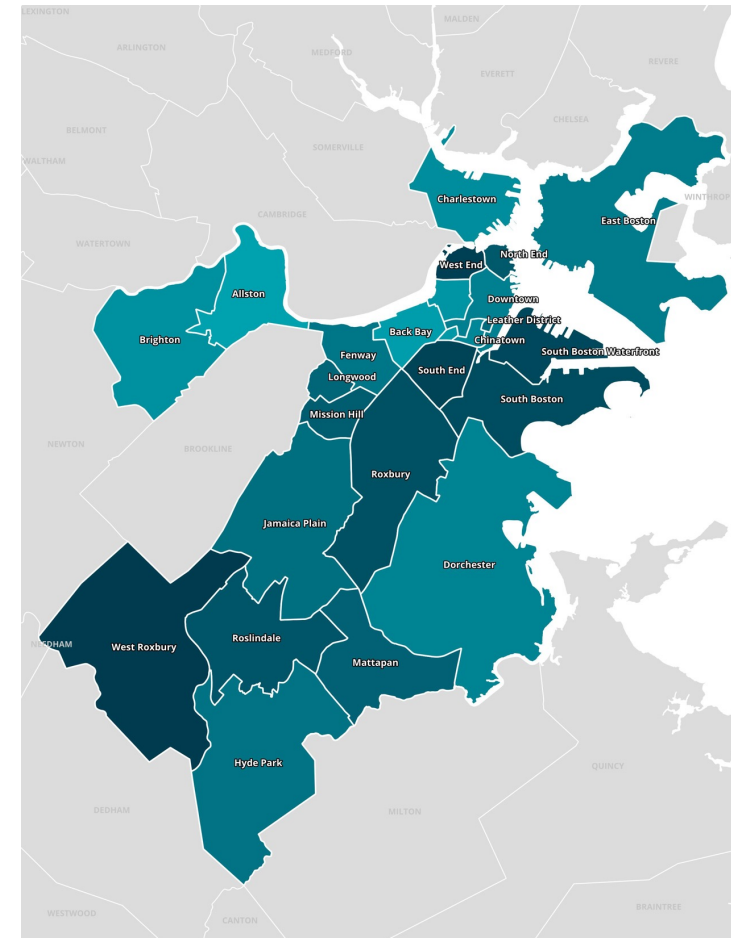 LEXINGTON
MALDEN
ARLINGTON
MEDFORD
REVERE
EVERETT
CHELSEA
BELMONT
SOMERVILLE
WALTHAM
WINTHROP
Charlestown
CAMBRIDGE
East Boston
WATERTOWN
North End
West End
Allston
Downtown
Leather District
Back Bay
Brighton
Chinatown
South Boston Waterfront
Fenway
South End
Longwood
South Boston
Mission Hill
NEWTON
BROOKLINE
Roxbury
Jamaica Plain
Dorchester
Roslindale
NEEDHAM
West Roxbury
Mattapan
Hyde Park
QUINCY
DEDHAM
MILTON
BRAINTREE
WESTWOOD
CANTON